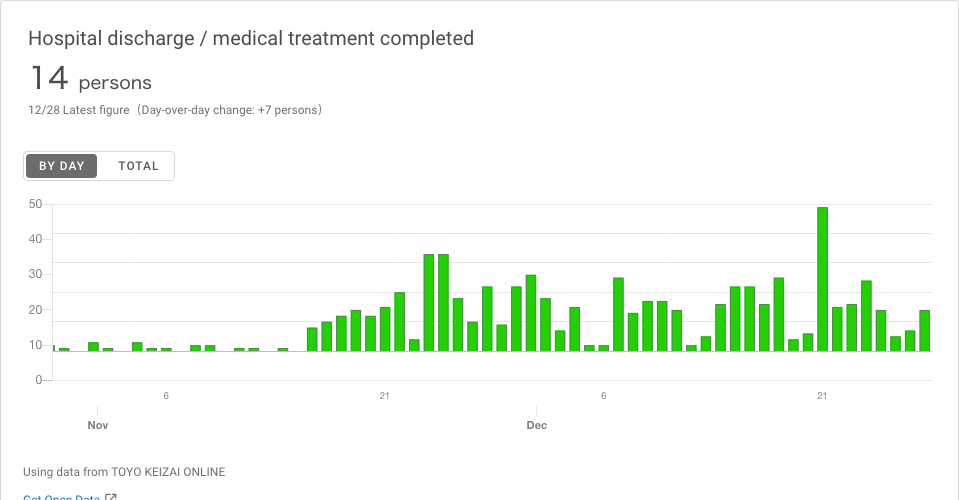 Hospital discharge / medical treatment completed
14 persons
12/28 Latest figure (Day-over-day change: +7 persons)
BY DAY TOTAL
50
40
30
20
10
0
6 21 6 21
Nov Dec
Using data from TOYO KEIZAI ONLINE
Get Open Data